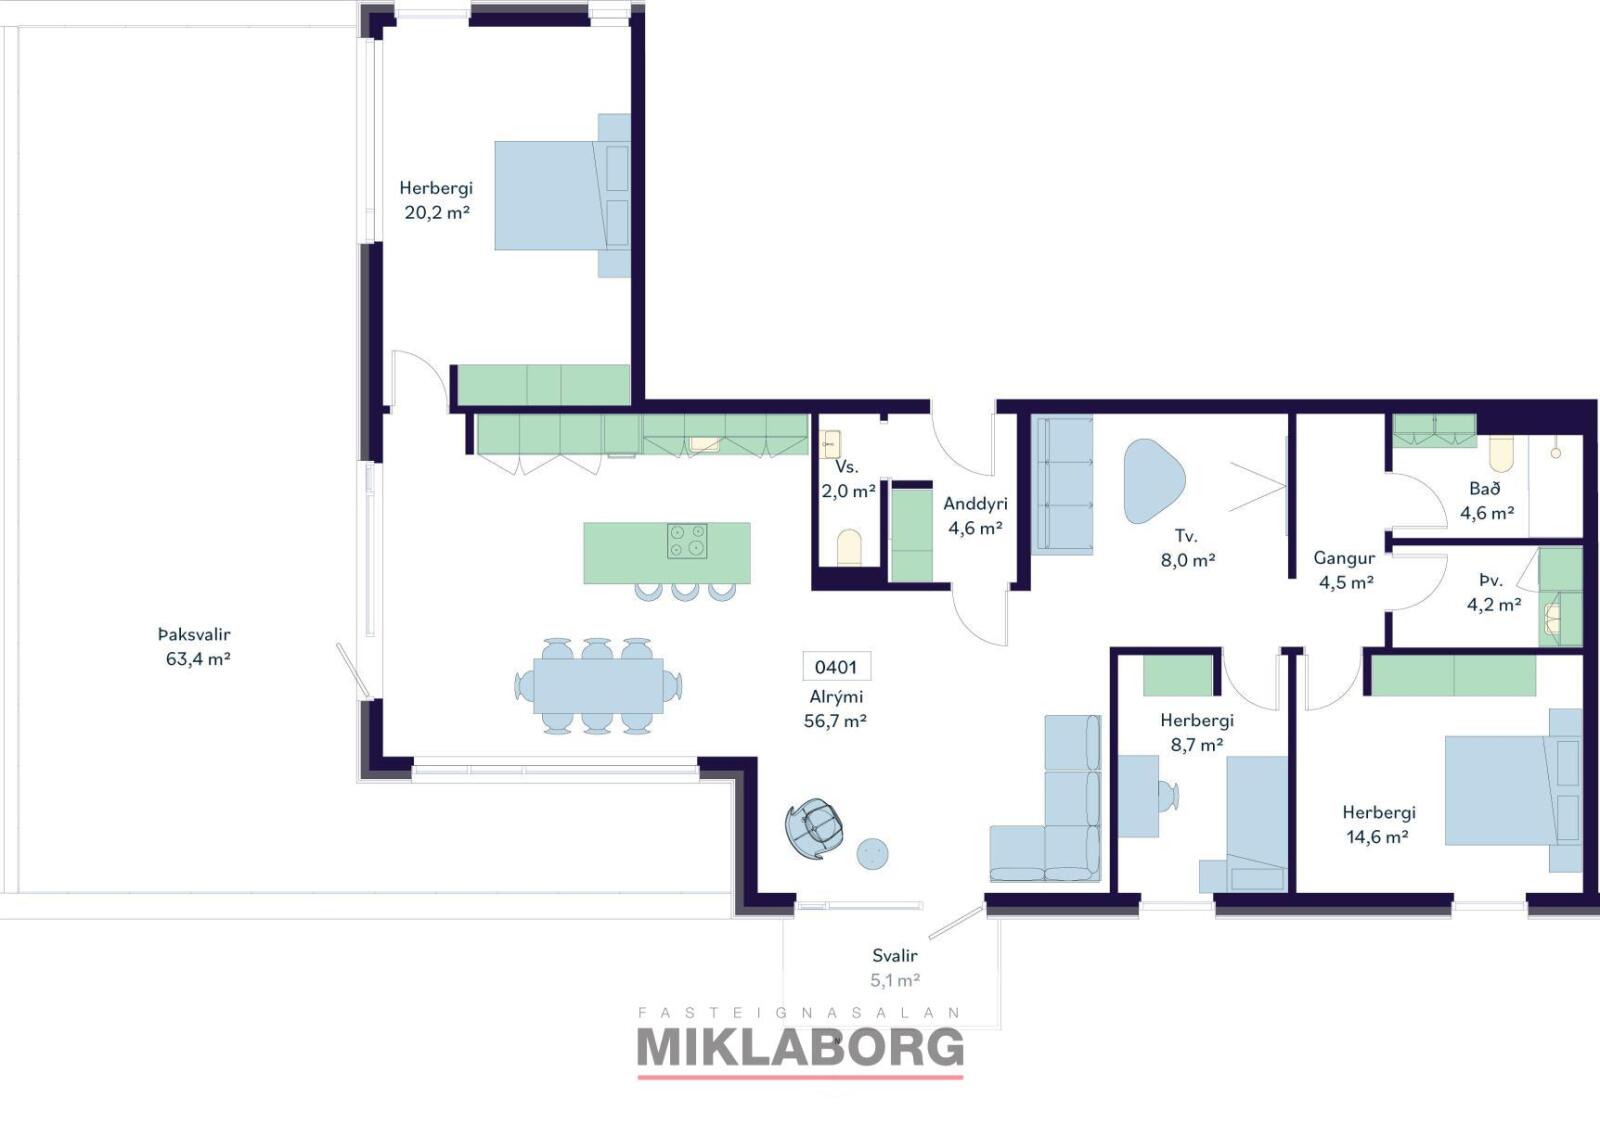 Herbergi
20,2 m²
Vs.
2,0 m²
Anddyri
4,6 m²
Tv.
8,0 m²
Gangur
4,5 m²
Bað
4,6 m²
Þv.
4,2 m²
Þaksvalir
63,4 m²
0401
Alrými
56,7 m²
Herbergi
8,7 m²
Herbergi
14,6 m²
Svalir
5,1 m²
FASTEIGNASALAN
MIKLABORG